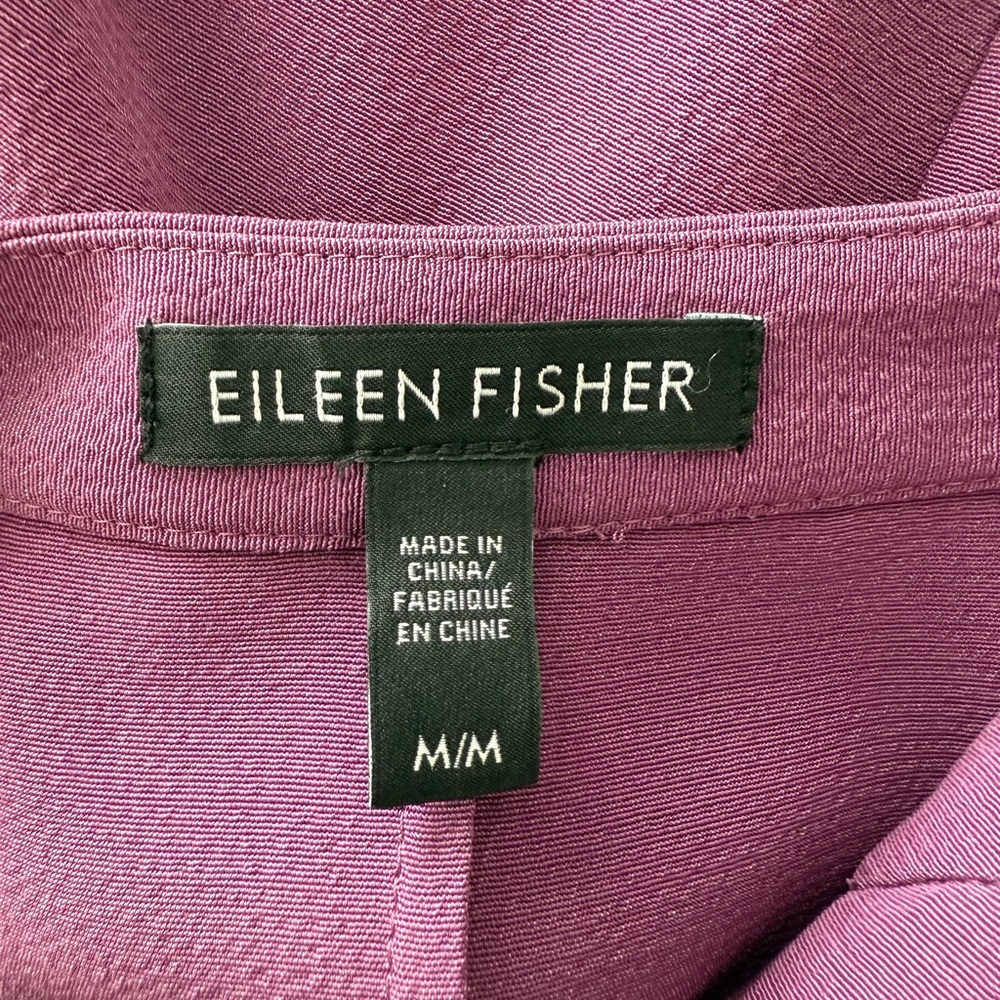 EILEEN FISHER
MADE IN
CHINA/
FABRIQUÉ
EN CHINE
M/M